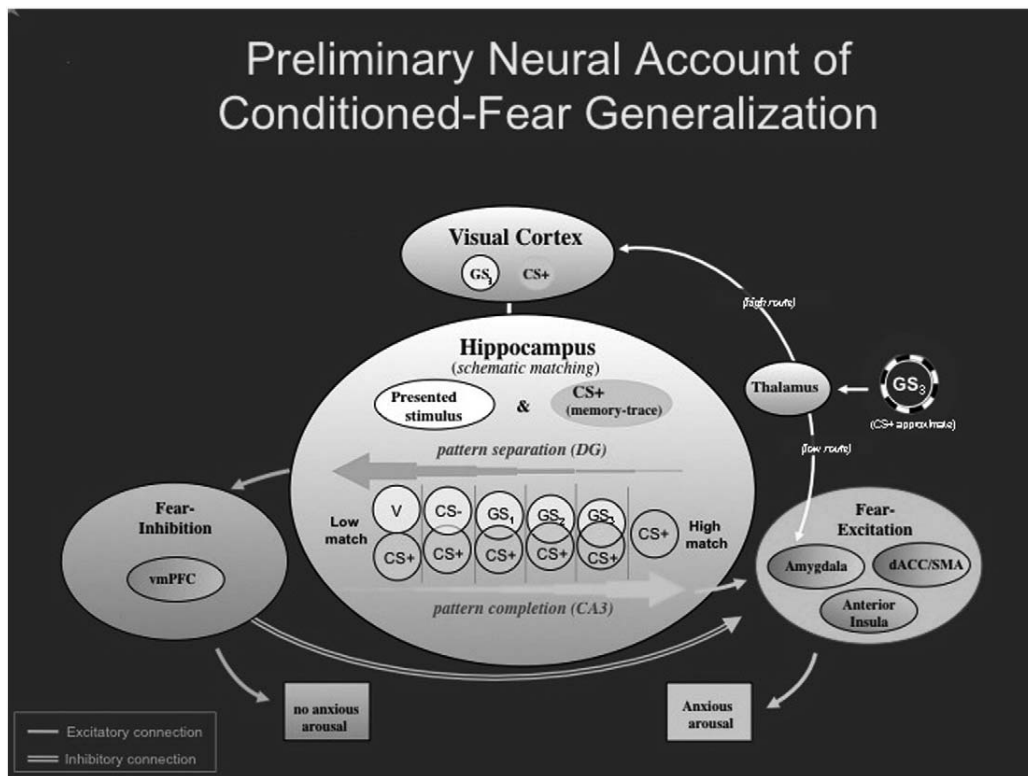 Preliminary Neural Account of
Conditioned-Fear Generalization
Visual Cortex
GS3 CS+
(high route)
Hippocampus
(schematic matching)
Thalamus
GS3
(CS+ approximate)
Presented
stimulus
&
CS+
(memory-trace)
(low route)
pattern separation (DG)
Fear-
Inhibition
vmPFC
Low
match
V CS- GS1 GS2 GS3
CS+ CS+ CS+ CS+ CS+ CS+
High
match
pattern completion (CA3)
Fear-
Excitation
Amygdala
dACC/SMA
Anterior
Insula
no anxious
arousal
Anxious
arousal
Excitatory connection
Inhibitory connection